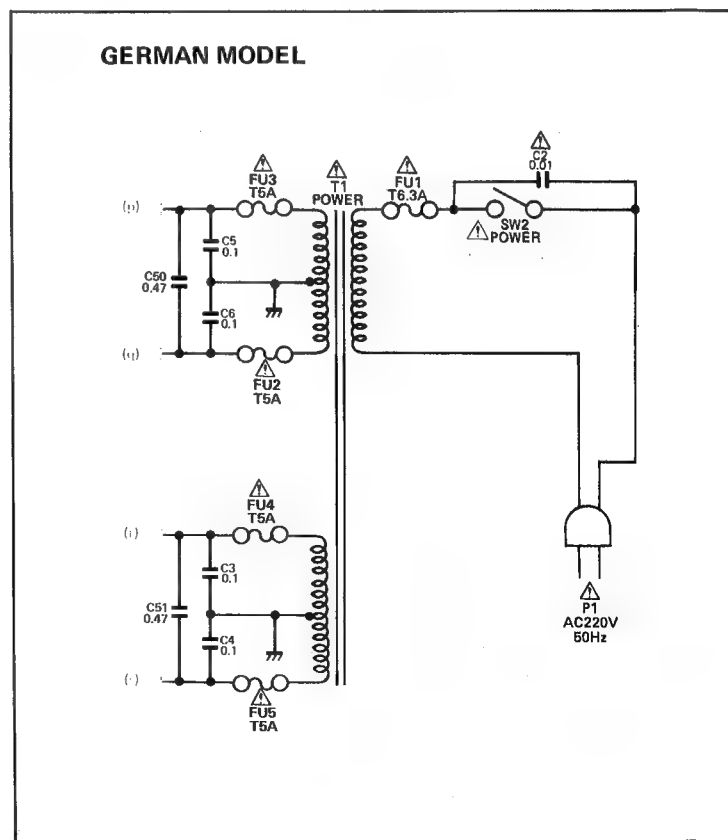 GERMAN MODEL
FU3
T5A
T1
POWER
FU1
T6.3A
C2
0.01
SW2
POWER
C5
0.1
C50
0.47
C6
0.1
FU2
T5A
FU4
T5A
C3
0.1
C51
0.47
C4
0.1
FU5
T5A
P1
AC220V
50Hz